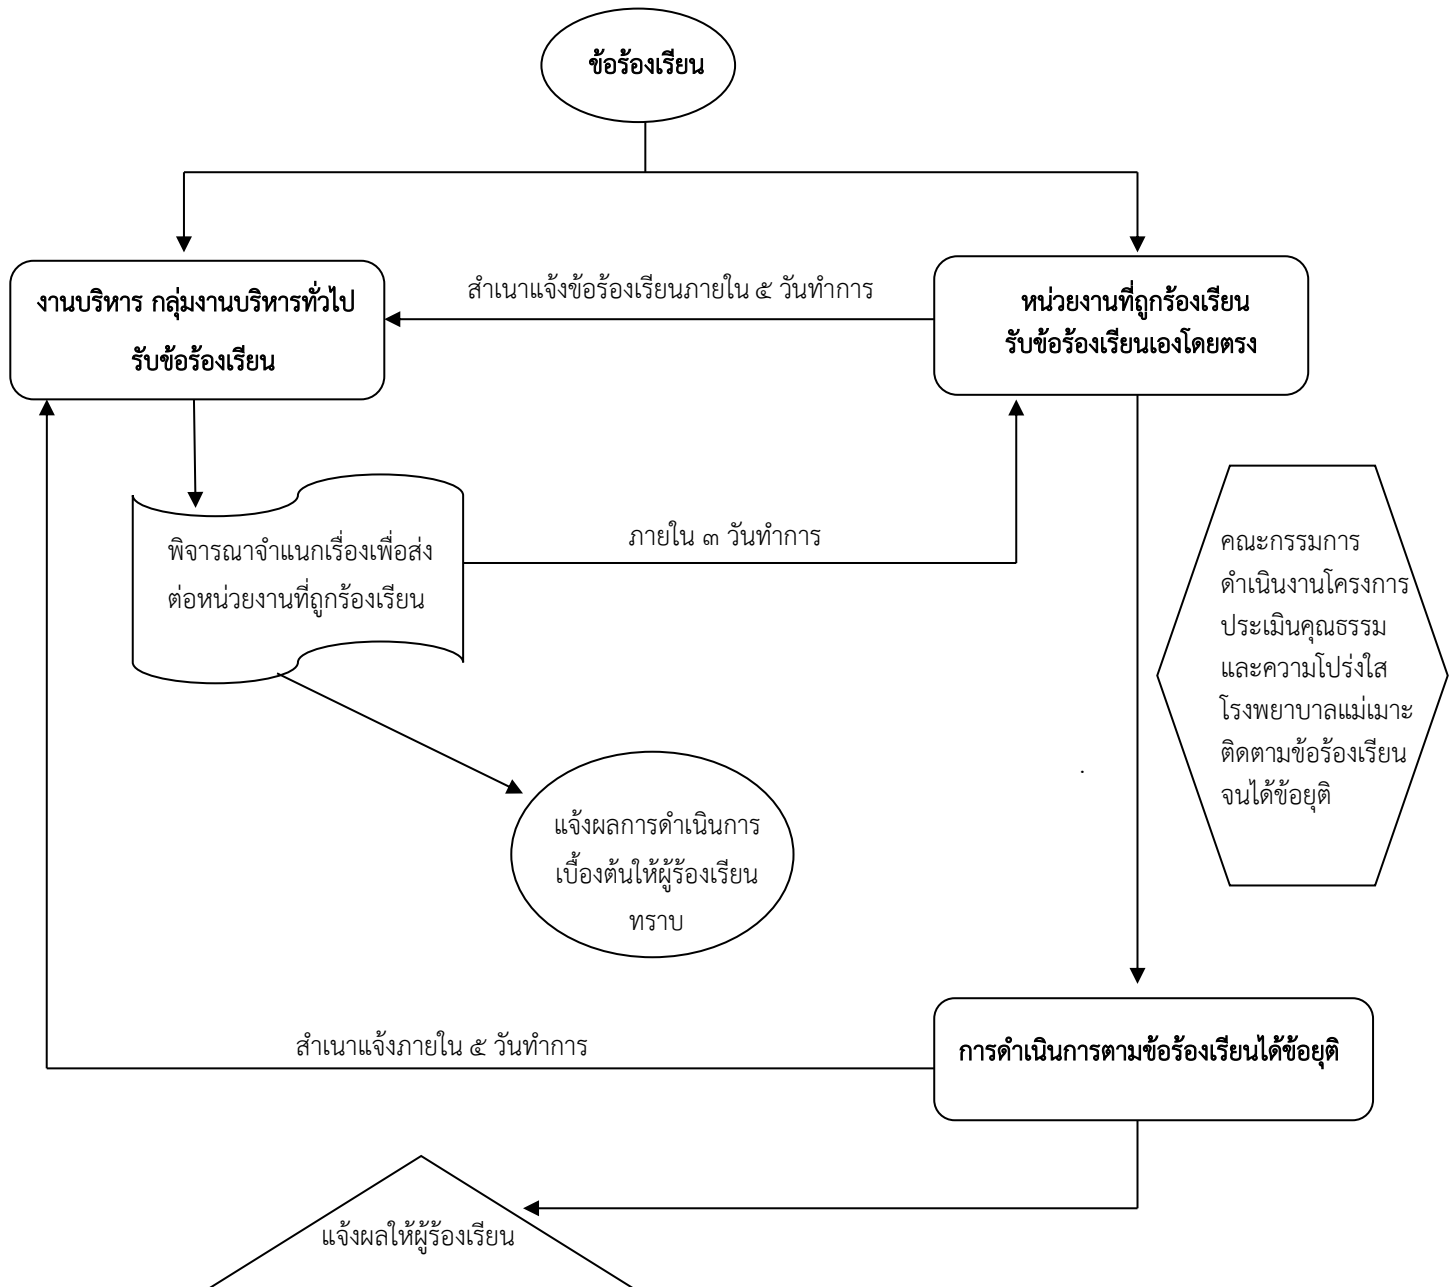 ข้อร้องเรียน
งานบริหาร กลุ่มงานบริหารทั่วไป
รับข้อร้องเรียน
สำเนาแจ้งข้อร้องเรียนภายใน ๕ วันทำการ
หน่วยงานที่ถูกร้องเรียน
รับข้อร้องเรียนเองโดยตรง
พิจารณาจำแนกเรื่องเพื่อส่ง
ต่อหน่วยงานที่ถูกร้องเรียน
ภายใน ๓ วันทำการ
คณะกรรมการ
ดำเนินงานโครงการ
ประเมินคุณธรรม
และความโปร่งใส
โรงพยาบาลแม่เมาะ
ติดตามข้อร้องเรียน
จนได้ข้อยุติ
แจ้งผลการดำเนินการ
เบื้องต้นให้ผู้ร้องเรียน
ทราบ
สำเนาแจ้งภายใน ๕ วันทำการ
การดำเนินการตามข้อร้องเรียนได้ข้อยุติ
แจ้งผลให้ผู้ร้องเรียน